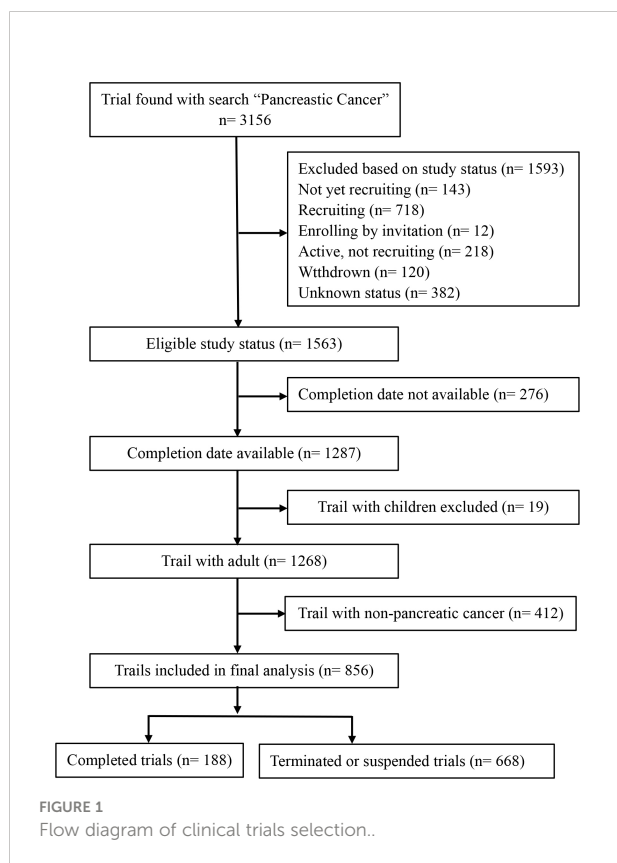 Trial found with search “Pancreastic Cancer”
n= 3156
Excluded based on study status (n= 1593)
Not yet recruiting (n= 143)
Recruiting (n= 718)
Enrolling by invitation (n= 12)
Active, not recruiting (n= 218)
Wtthdrown (n= 120)
Unknown status (n= 382)
Eligible study status (n= 1563)
Completion date not available (n= 276)
Completion date available (n= 1287)
Trail with children excluded (n= 19)
Trail with adult (n= 1268)
Trail with non-pancreatic cancer (n= 412)
Trails included in final analysis (n= 856)
Completed trials (n= 188)
Terminated or suspended trials (n= 668)
FIGURE 1
Flow diagram of clinical trials selection..